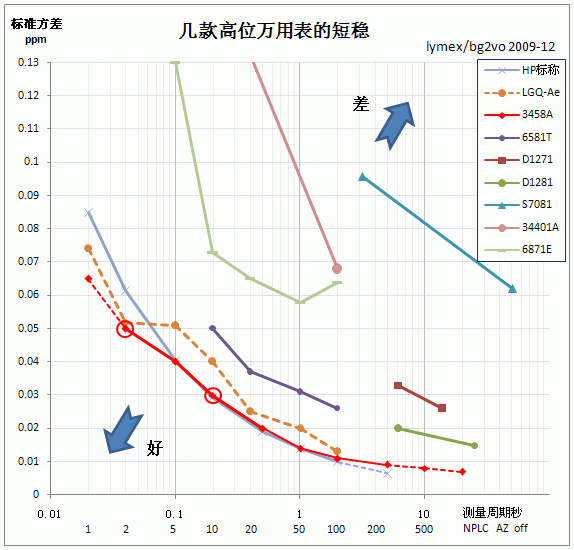 几款高位万用表的短稳
标准方差
ppm
lymex/bg2vo 2009-12
0.13
0.12
0.11
0.1
0.09
0.08
0.07
0.06
0.05
0.04
0.03
0.02
0.01
0
HP标称
LGQ-Ae
3458A
6581T
D1271
D1281
S7081
34401A
6871E
差
好
0.01 0.1 1 10 测量周期秒
1 2 5 10 20 50 100 200 500 NPLC AZ off